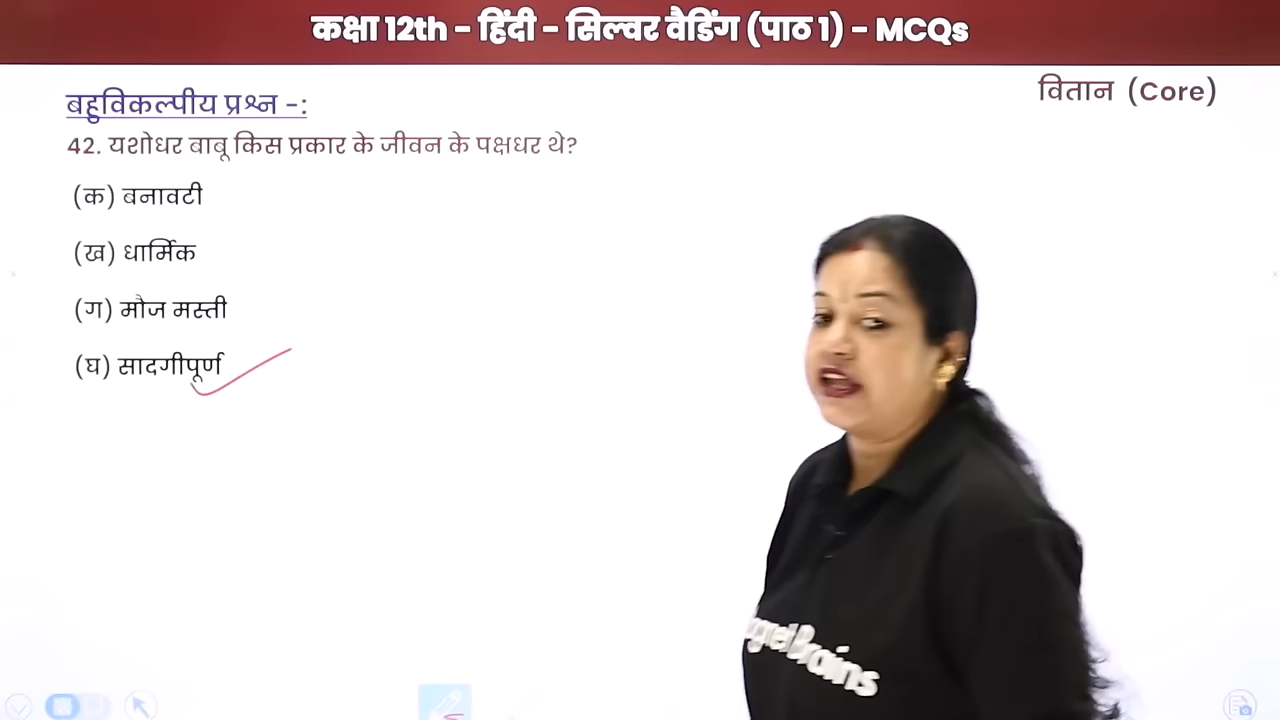 कक्षा 12th - हिंदी - सिल्वर वैडिंग (पाठ 1) - MCQs
वितान (Core)
बहुविकल्पीय प्रश्न -:
42. यशोधर बाबू किस प्रकार के जीवन के पक्षधर थे?
(क) बनावटी
(ख) धार्मिक
(ग) मौज मस्ती
(घ) सादगीपूर्ण
Brains